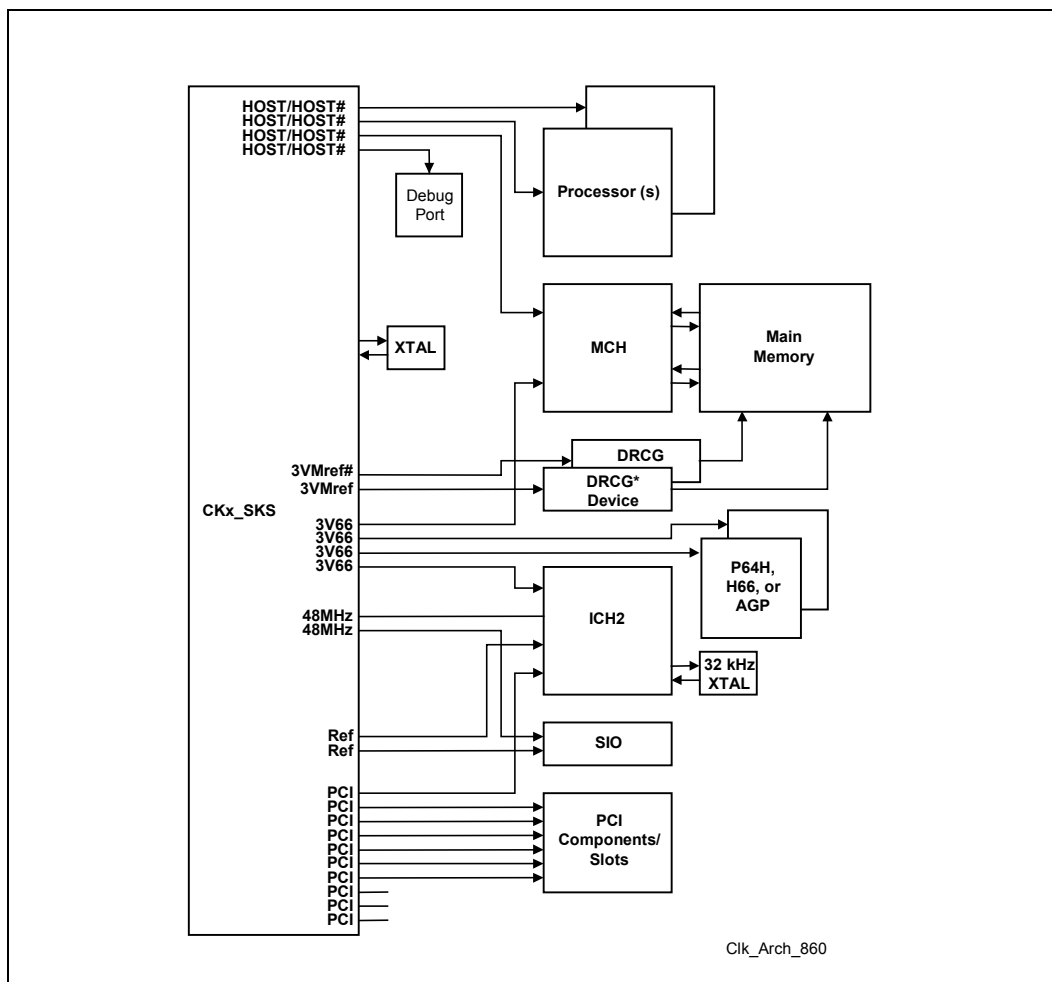 HOST/HOST#
HOST/HOST#
HOST/HOST#
HOST/HOST#
Debug
Port
Processor (s)
XTAL
MCH
Main
Memory
3VMref#
3VMref
DRCG
DRCG*
Device
CKx_SKS
3V66
3V66
3V66
3V66
P64H,
H66, or
AGP
48MHz
48MHz
ICH2
32 kHz
XTAL
Ref
Ref
SIO
PCI
PCI
PCI
PCI
PCI
PCI
PCI
PCI
PCI
PCI
PCI
Components/
Slots
Clk_Arch_860